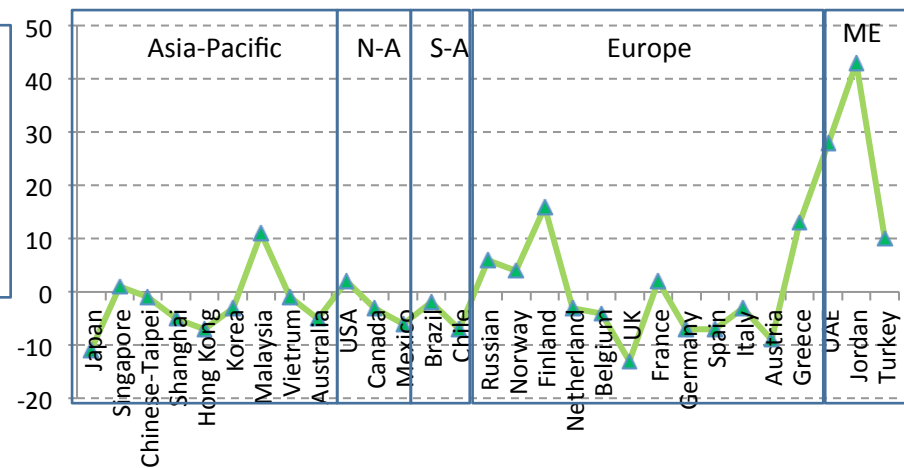 50
40
30
20
10
0
-10
-20
Asia-Pacific
N-A
S-A
Europe
ME
Japan
Singapore
Chinese-Taipei
Shanghai
Hong Kong
Korea
Malaysia
Vietrum
Australia
USA
Canada
Mexico
Brazil
Chile
Russian
Norway
Finland
Netherland
Belgium
UK
France
Germany
Spain
Italy
Austria
Greece
UAE
Jordan
Turkey